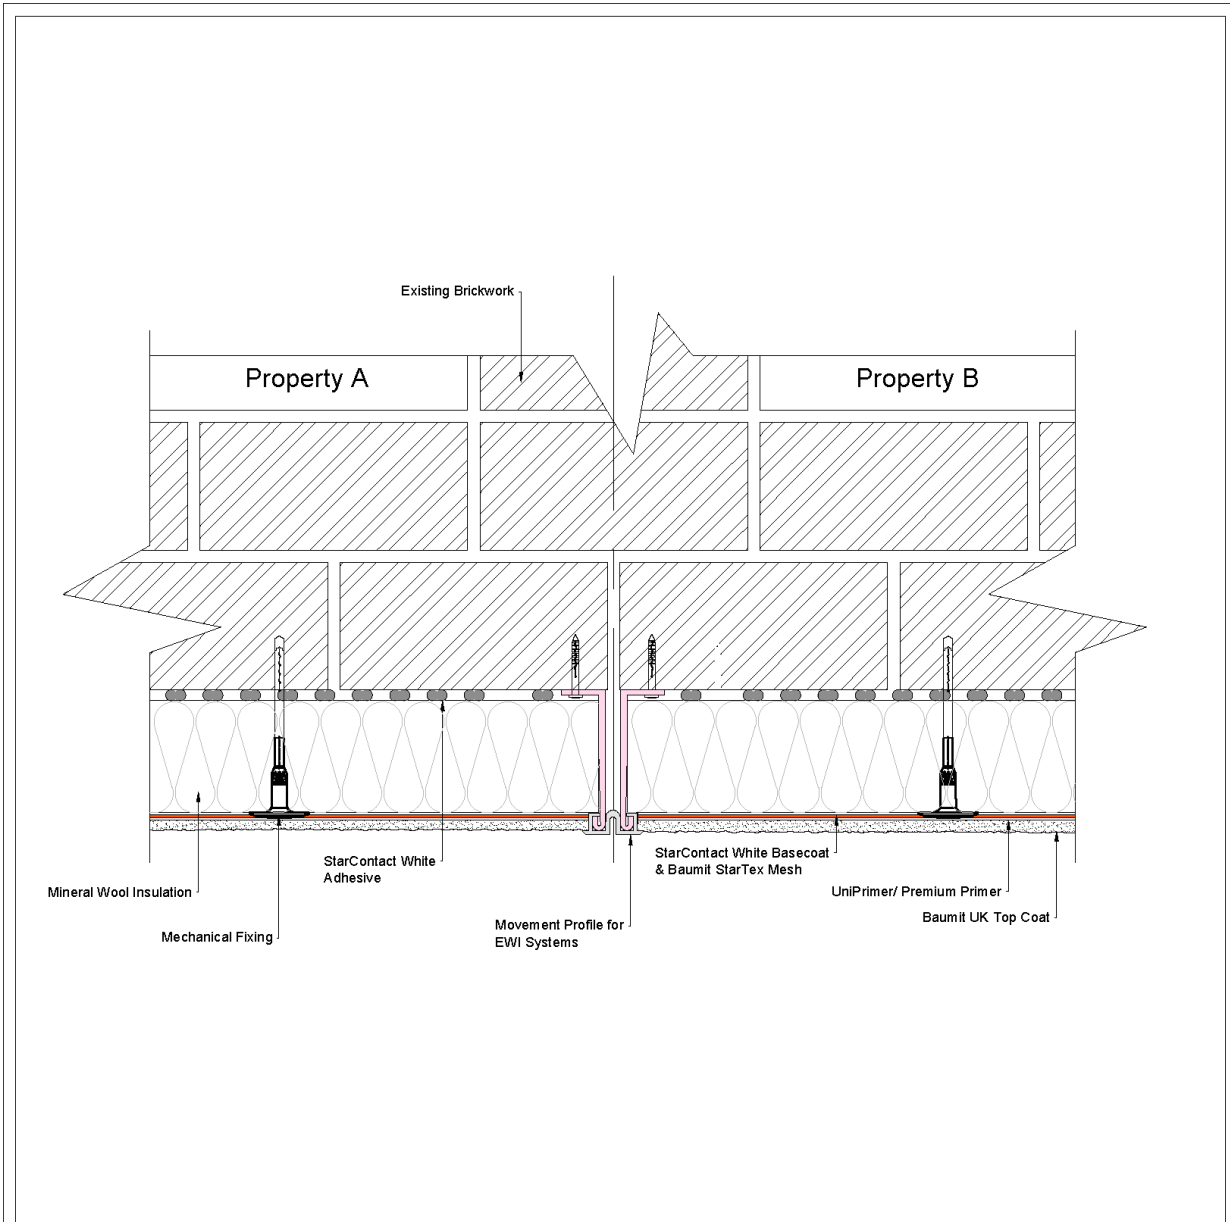 Existing Brickwork
Property A
Property B
StarContact White
Adhesive
StarContact White Basecoat
& Baumit StarTex Mesh
Mineral Wool Insulation
UniPrimer/ Premium Primer
Movement Profile for
EWI Systems
Baumit UK Top Coat
Mechanical Fixing